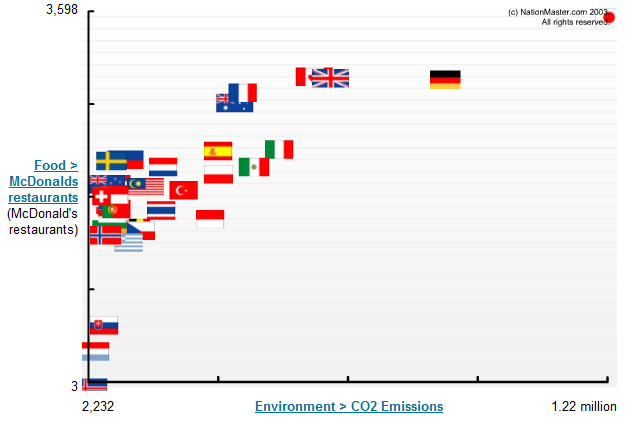 3,598
(c) NationMaster.com 2003
All rights reserved.
Food >
McDonalds
restaurants
(McDonald's
restaurants)
3
2,232
Environment > CO2 Emissions
1.22 million